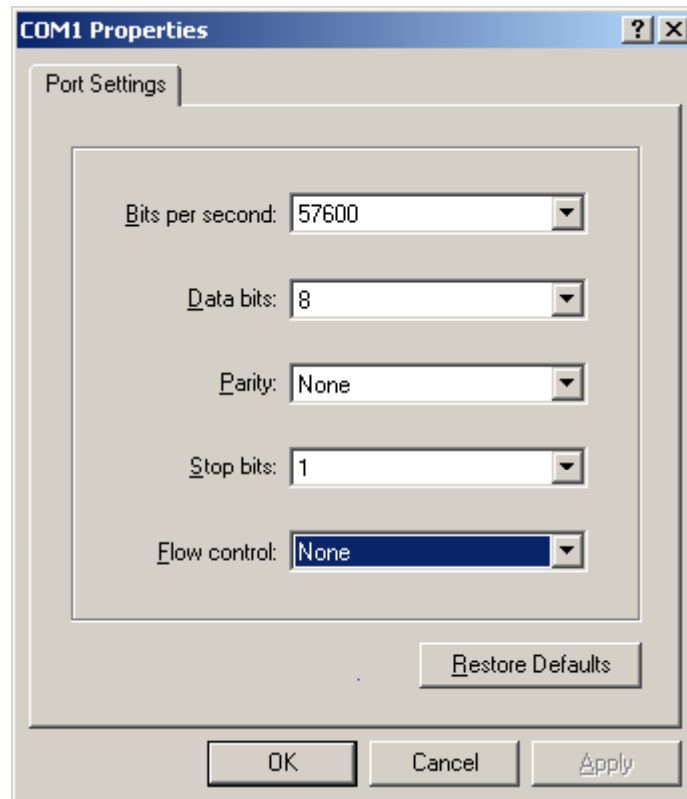 COM1 Properties
Port Settings
Bits per second: 57600
Data bits: 8
Parity: None
Stop bits: 1
Flow control: None
Restore Defaults
OK Cancel Apply